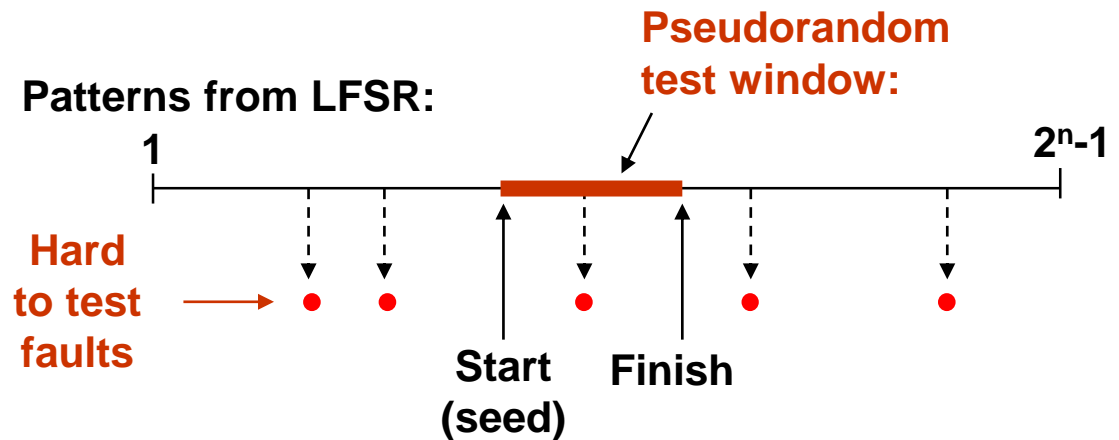 Pseudorandom
test window:
Patterns from LFSR:
1
2ⁿ-1
Hard
to test
faults
Start
(seed)
Finish